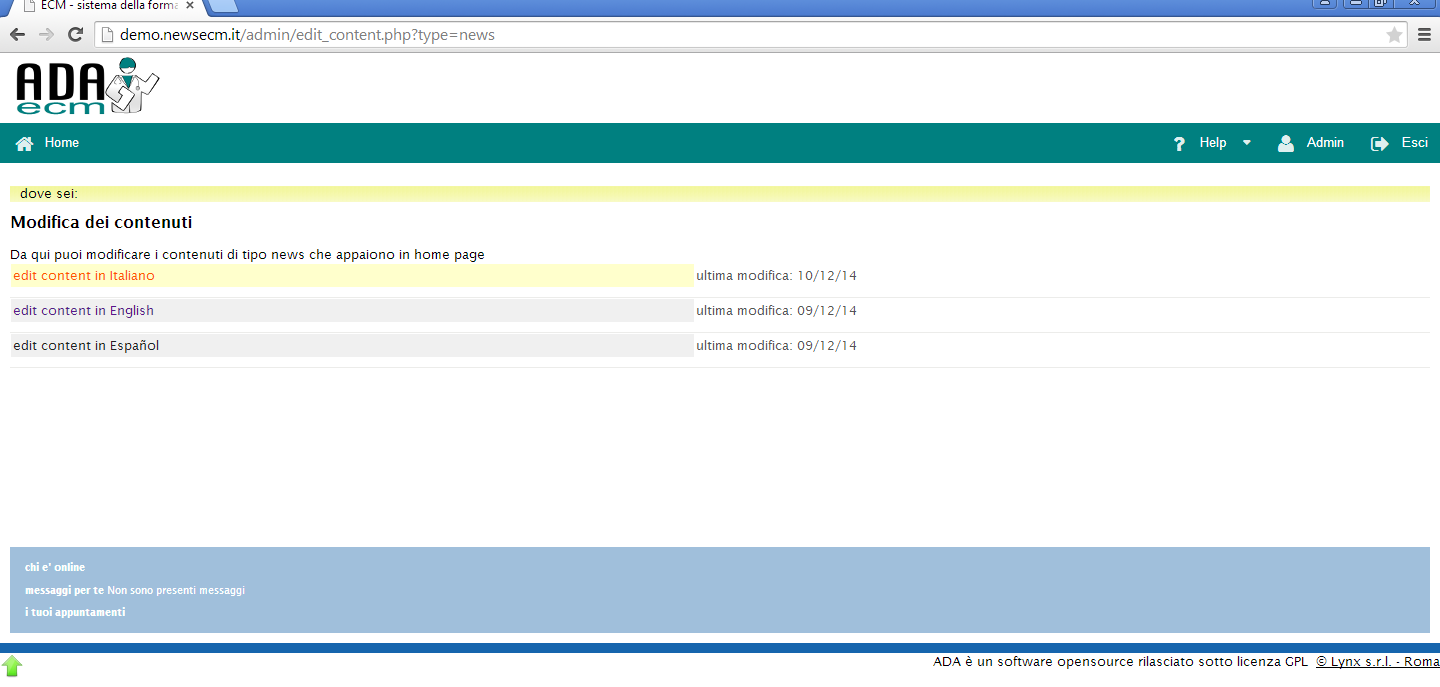 ECM - sistema della forma
demo.newsecm.it/admin/edit_content.php?type=news
ADA
ecm
Home
? Help Admin Esci
dove sei:
Modifica dei contenuti
Da qui puoi modificare i contenuti di tipo news che appaiono in home page
edit content in Italiano ultima modifica: 10/12/14
edit content in English ultima modifica: 09/12/14
edit content in Español ultima modifica: 09/12/14
chi e' online
messaggi per te Non sono presenti messaggi
i tuoi appuntamenti
ADA è un software opensource rilasciato sotto licenza GPL © Lynx s.r.l. - Roma